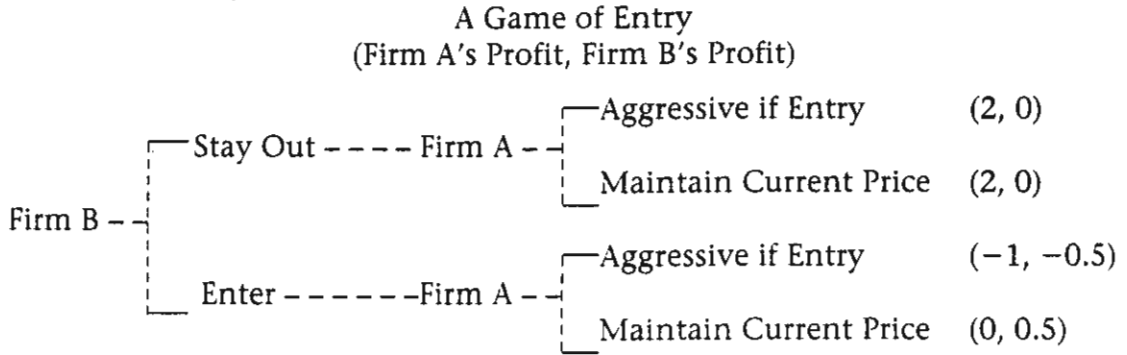 A Game of Entry
(Firm A's Profit, Firm B's Profit)
Aggressive if Entry (2, 0)
Stay Out Firm A
Maintain Current Price (2, 0)
Firm B
Aggressive if Entry (−1, −0.5)
Enter Firm A
Maintain Current Price (0, 0.5)